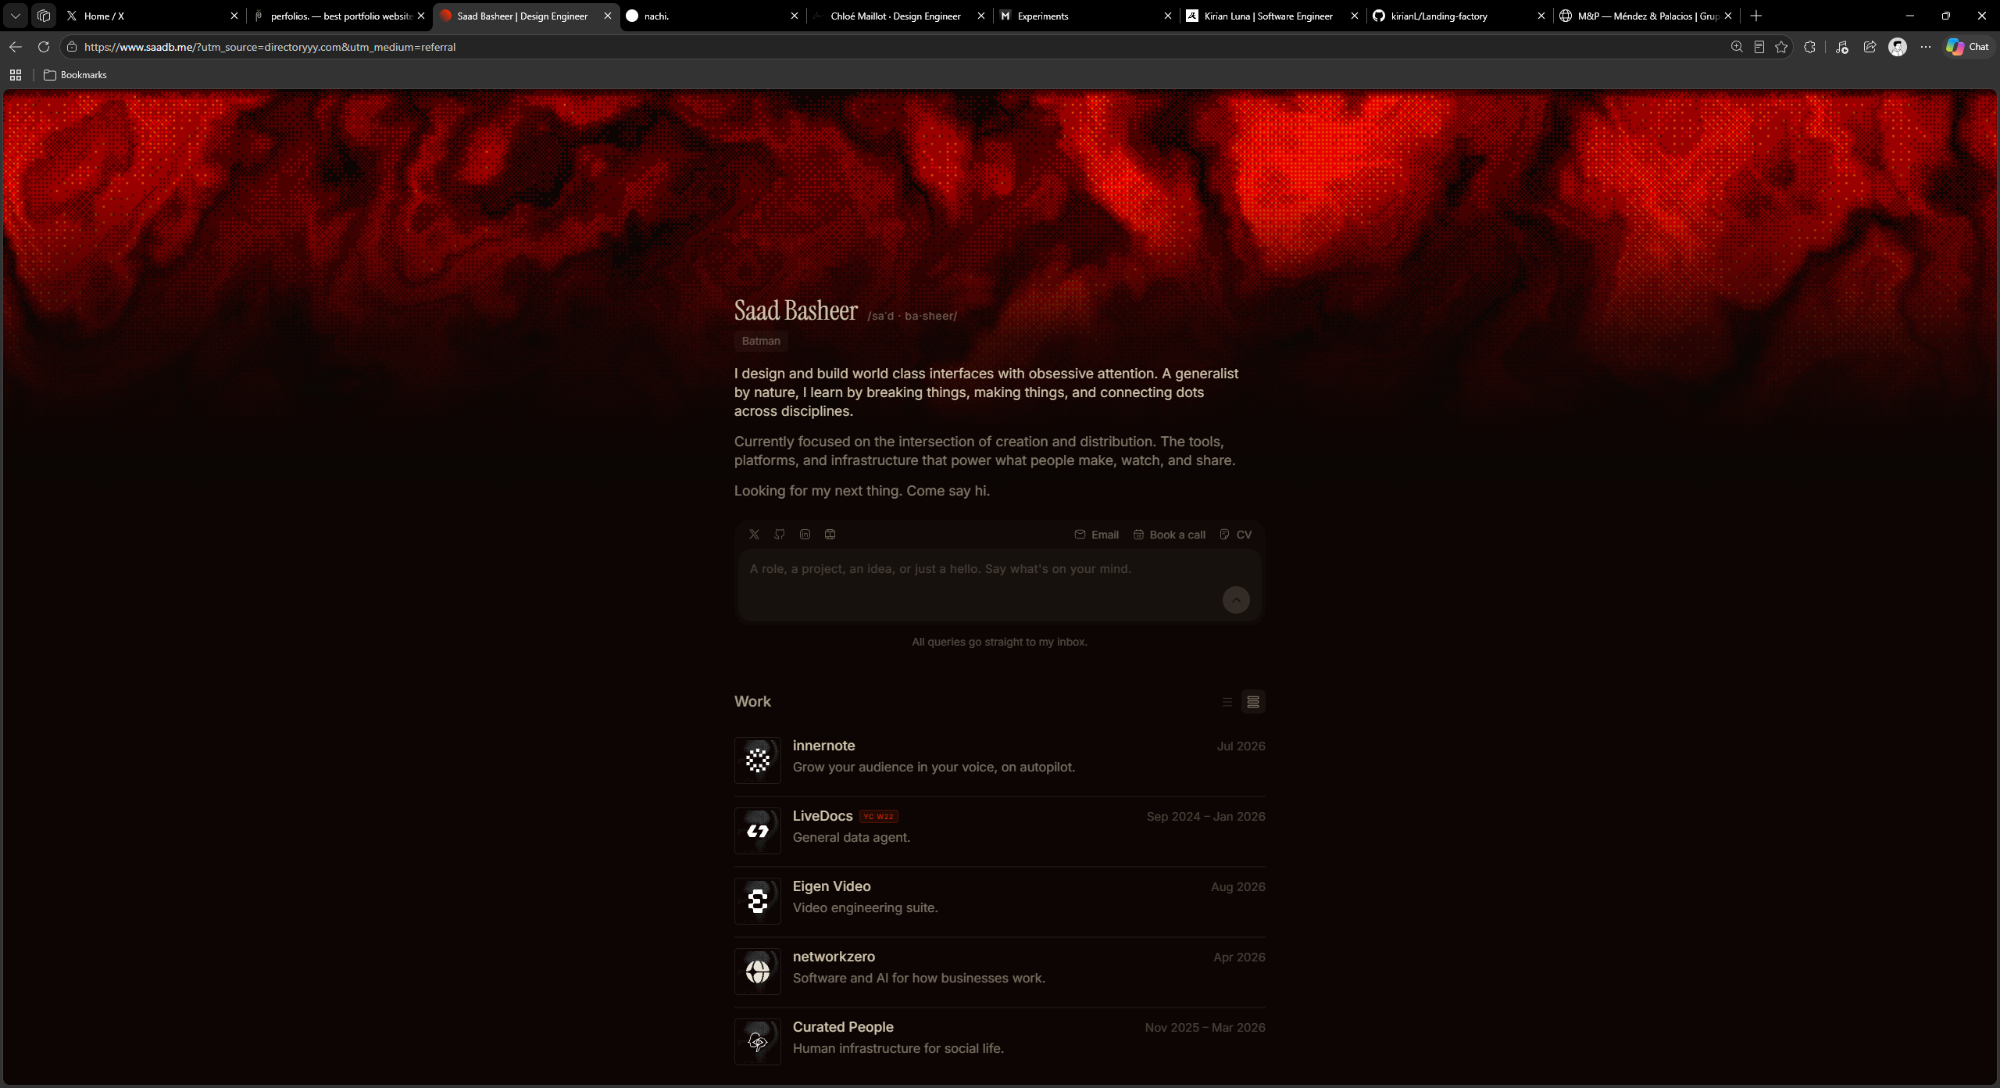 Home / X
perfolios. — best portfolio website
Saad Basheer | Design Engineer
nachi.
Chloé Maillot · Design Engineer
Experiments
Kirian Luna | Software Engineer
kirianL/Landing-factory
M&P — Méndez & Palacios | Grup
https://www.saadb.me/?utm_source=directoryyy.com&utm_medium=referral
Chat
Bookmarks
Saad Basheer /sa'd · ba·sheer/
Batman
I design and build world class interfaces with obsessive attention. A generalist
by nature, I learn by breaking things, making things, and connecting dots
across disciplines.
Currently focused on the intersection of creation and distribution. The tools,
platforms, and infrastructure that power what people make, watch, and share.
Looking for my next thing. Come say hi.
Email Book a call CV
A role, a project, an idea, or just a hello. Say what's on your mind.
All queries go straight to my inbox.
Work
innernote Jul 2026
Grow your audience in your voice, on autopilot.
LiveDocs YC W22 Sep 2024 – Jan 2026
General data agent.
Eigen Video Aug 2026
Video engineering suite.
networkzero Apr 2026
Software and AI for how businesses work.
Curated People Nov 2025 – Mar 2026
Human infrastructure for social life.